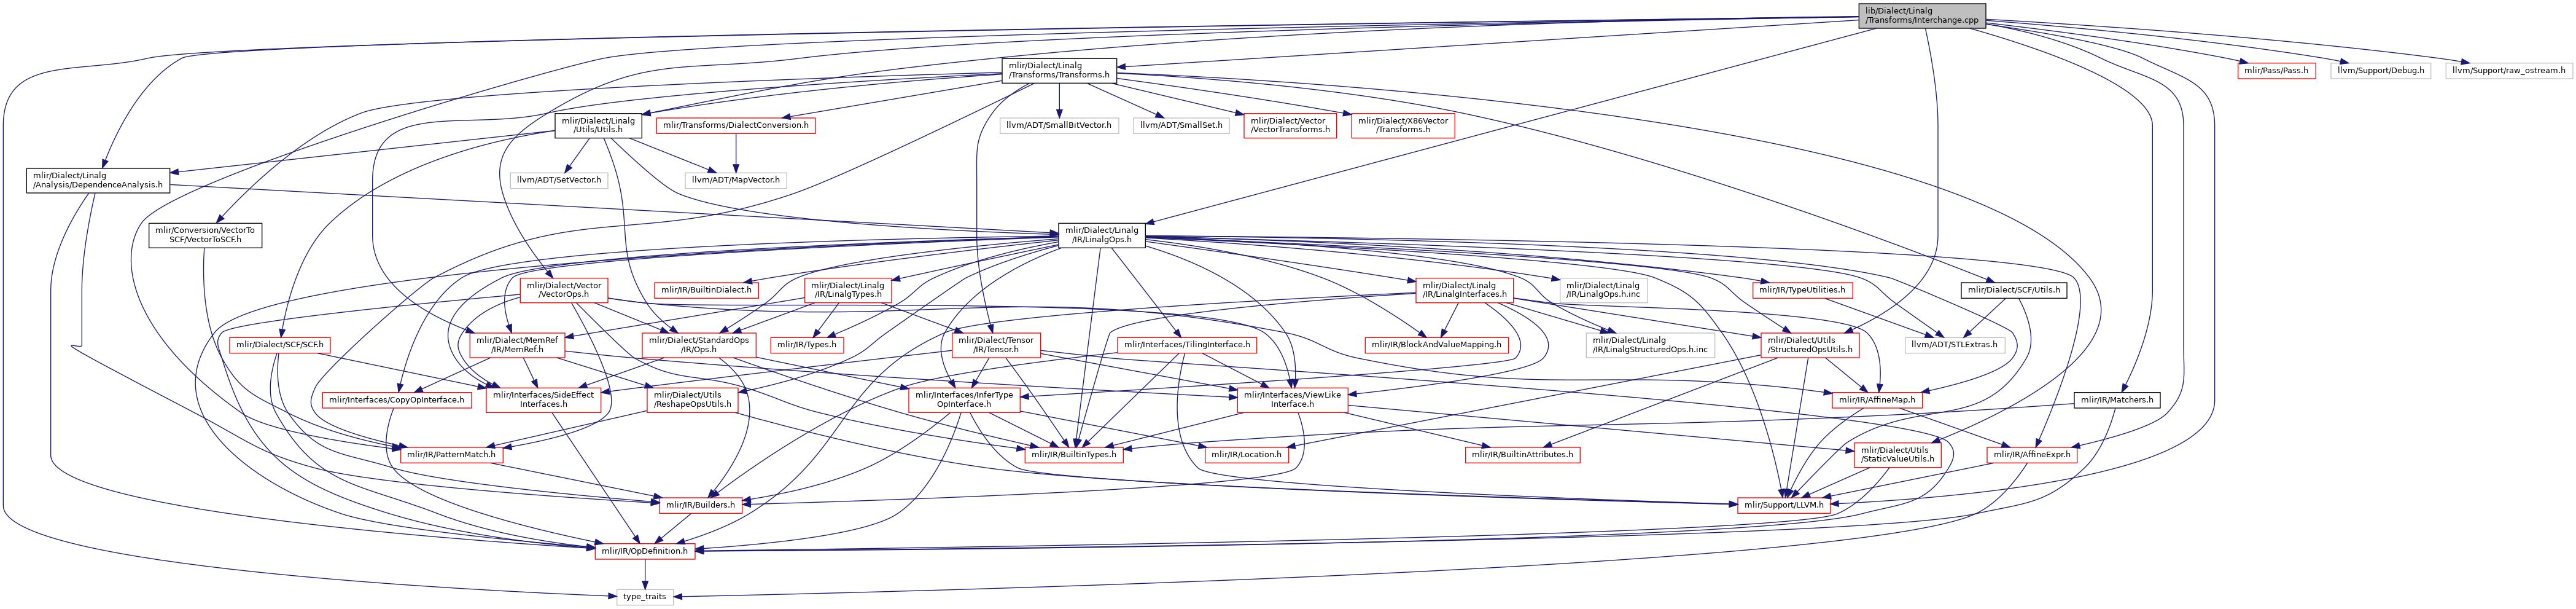 lib/Dialect/Linalg
/Transforms/Interchange.cpp
mlir/Dialect/Linalg
/Transforms/Transforms.h
mlir/Pass/Pass.h
llvm/Support/Debug.h
llvm/Support/raw_ostream.h
mlir/Dialect/Linalg
/Utils/Utils.h
mlir/Transforms/DialectConversion.h
llvm/ADT/SmallBitVector.h
llvm/ADT/SmallSet.h
mlir/Dialect/Vector
/VectorTransforms.h
mlir/Dialect/X86Vector
/Transforms.h
mlir/Dialect/Linalg
/Analysis/DependenceAnalysis.h
llvm/ADT/SetVector.h
llvm/ADT/MapVector.h
mlir/Conversion/VectorTo
SCF/VectorToSCF.h
mlir/Dialect/Linalg
/IR/LinalgOps.h
mlir/Dialect/Vector
/VectorOps.h
mlir/IR/BuiltinDialect.h
mlir/Dialect/Linalg
/IR/LinalgTypes.h
mlir/Dialect/Linalg
/IR/LinalgInterfaces.h
mlir/Dialect/Linalg
/IR/LinalgOps.h.inc
mlir/IR/TypeUtilities.h
mlir/Dialect/SCF/Utils.h
mlir/Dialect/SCF/SCF.h
mlir/Dialect/MemRef
/IR/MemRef.h
mlir/Dialect/StandardOps
/IR/Ops.h
mlir/IR/Types.h
mlir/Dialect/Tensor
/IR/Tensor.h
mlir/Interfaces/TilingInterface.h
mlir/IR/BlockAndValueMapping.h
mlir/Dialect/Linalg
/IR/LinalgStructuredOps.h.inc
mlir/Dialect/Utils
/StructuredOpsUtils.h
llvm/ADT/STLExtras.h
mlir/Interfaces/CopyOpInterface.h
mlir/Interfaces/SideEffect
Interfaces.h
mlir/Dialect/Utils
/ReshapeOpsUtils.h
mlir/Interfaces/InferType
OpInterface.h
mlir/Interfaces/ViewLike
Interface.h
mlir/IR/AffineMap.h
mlir/IR/Matchers.h
mlir/IR/PatternMatch.h
mlir/IR/BuiltinTypes.h
mlir/IR/Location.h
mlir/IR/BuiltinAttributes.h
mlir/Dialect/Utils
/StaticValueUtils.h
mlir/IR/AffineExpr.h
mlir/IR/Builders.h
mlir/Support/LLVM.h
mlir/IR/OpDefinition.h
type_traits